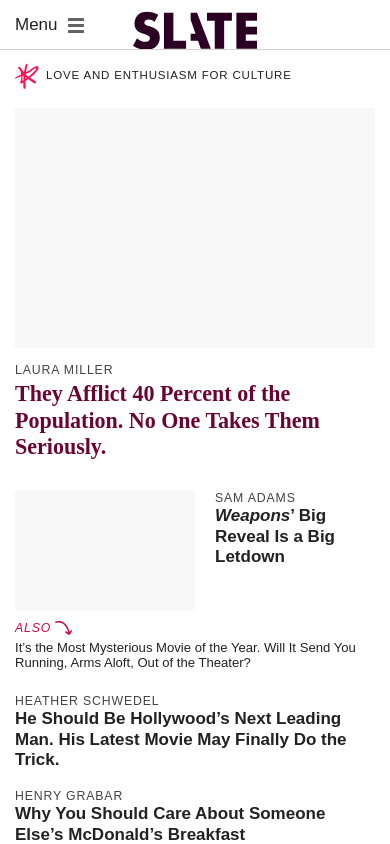 Menu
SLATE
LOVE AND ENTHUSIASM FOR CULTURE
LAURA MILLER
They Afflict 40 Percent of the
Population. No One Takes Them
Seriously.
SAM ADAMS
Weapons’ Big
Reveal Is a Big
Letdown
ALSO
It’s the Most Mysterious Movie of the Year. Will It Send You
Running, Arms Aloft, Out of the Theater?
HEATHER SCHWEDEL
He Should Be Hollywood’s Next Leading
Man. His Latest Movie May Finally Do the
Trick.
HENRY GRABAR
Why You Should Care About Someone
Else’s McDonald’s Breakfast